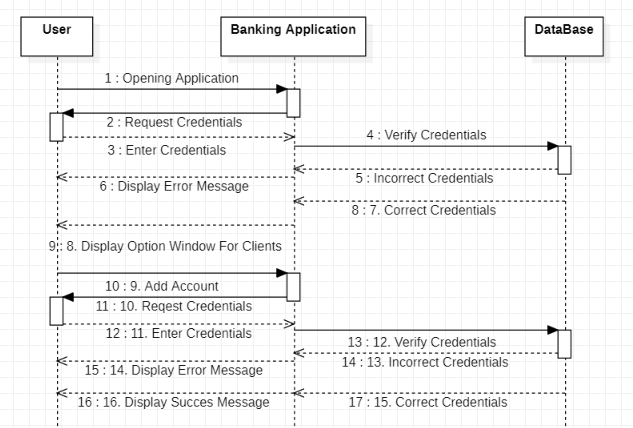 User
Banking Application
DataBase
1 : Opening Application
2 : Request Credentials
4 : Verify Credentials
3 : Enter Credentials
5 : Incorrect Credentials
6 : Display Error Message
8 : 7. Correct Credentials
9 : 8. Display Option Window For Clients
10 : 9. Add Account
11 : 10. Reqest Credentials
12 : 11. Enter Credentials
13 : 12. Verify Credentials
14 : 13. Incorrect Credentials
15 : 14. Display Error Message
16 : 16. Display Succes Message
17 : 15. Correct Credentials